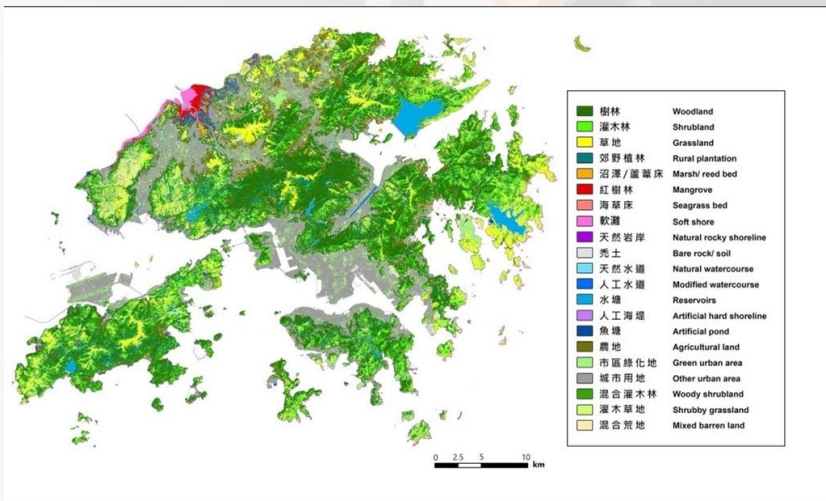 樹林 Woodland
灌木林 Shrubland
草地 Grassland
郊野植林 Rural plantation
沼澤/蘆葦床 Marsh/ reed bed
紅樹林 Mangrove
海草床 Seagrass bed
軟灘 Soft shore
天然岩岸 Natural rocky shoreline
禿土 Bare rock/ soil
天然水道 Natural watercourse
人工水道 Modified watercourse
水塘 Reservoirs
人工海堤 Artificial hard shoreline
魚塘 Artificial pond
農地 Agricultural land
市區綠化地 Green urban area
城市用地 Other urban area
混合灌木林 Woody shrubland
灌木草地 Shrubby grassland
混合荒地 Mixed barren land
0 2.5 5 10 km